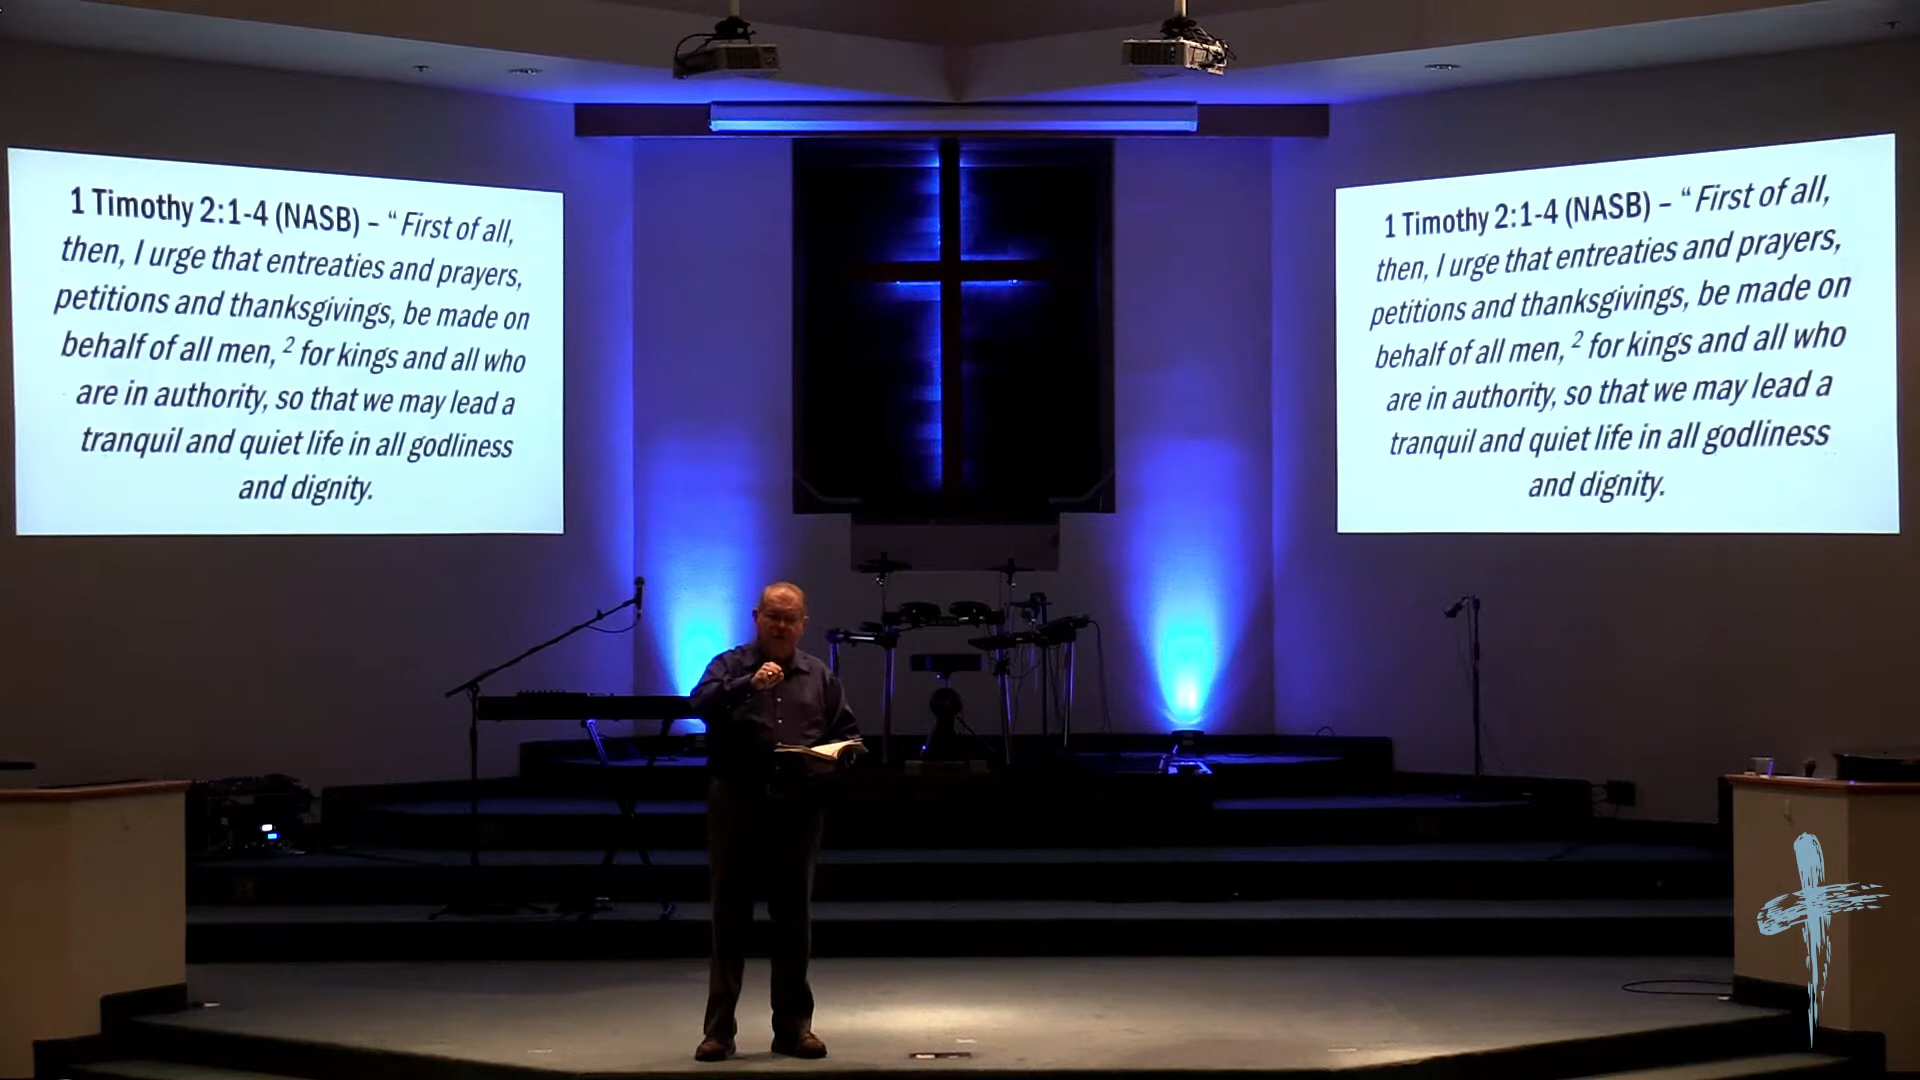 1 Timothy 2:1-4 (NASB) – “ First of all,
then, I urge that entreaties and prayers,
petitions and thanksgivings, be made on
behalf of all men, ² for kings and all who
are in authority, so that we may lead a
tranquil and quiet life in all godliness
and dignity.
1 Timothy 2:1-4 (NASB) – “ First of all,
then, I urge that entreaties and prayers,
petitions and thanksgivings, be made on
behalf of all men, ² for kings and all who
are in authority, so that we may lead a
tranquil and quiet life in all godliness
and dignity.